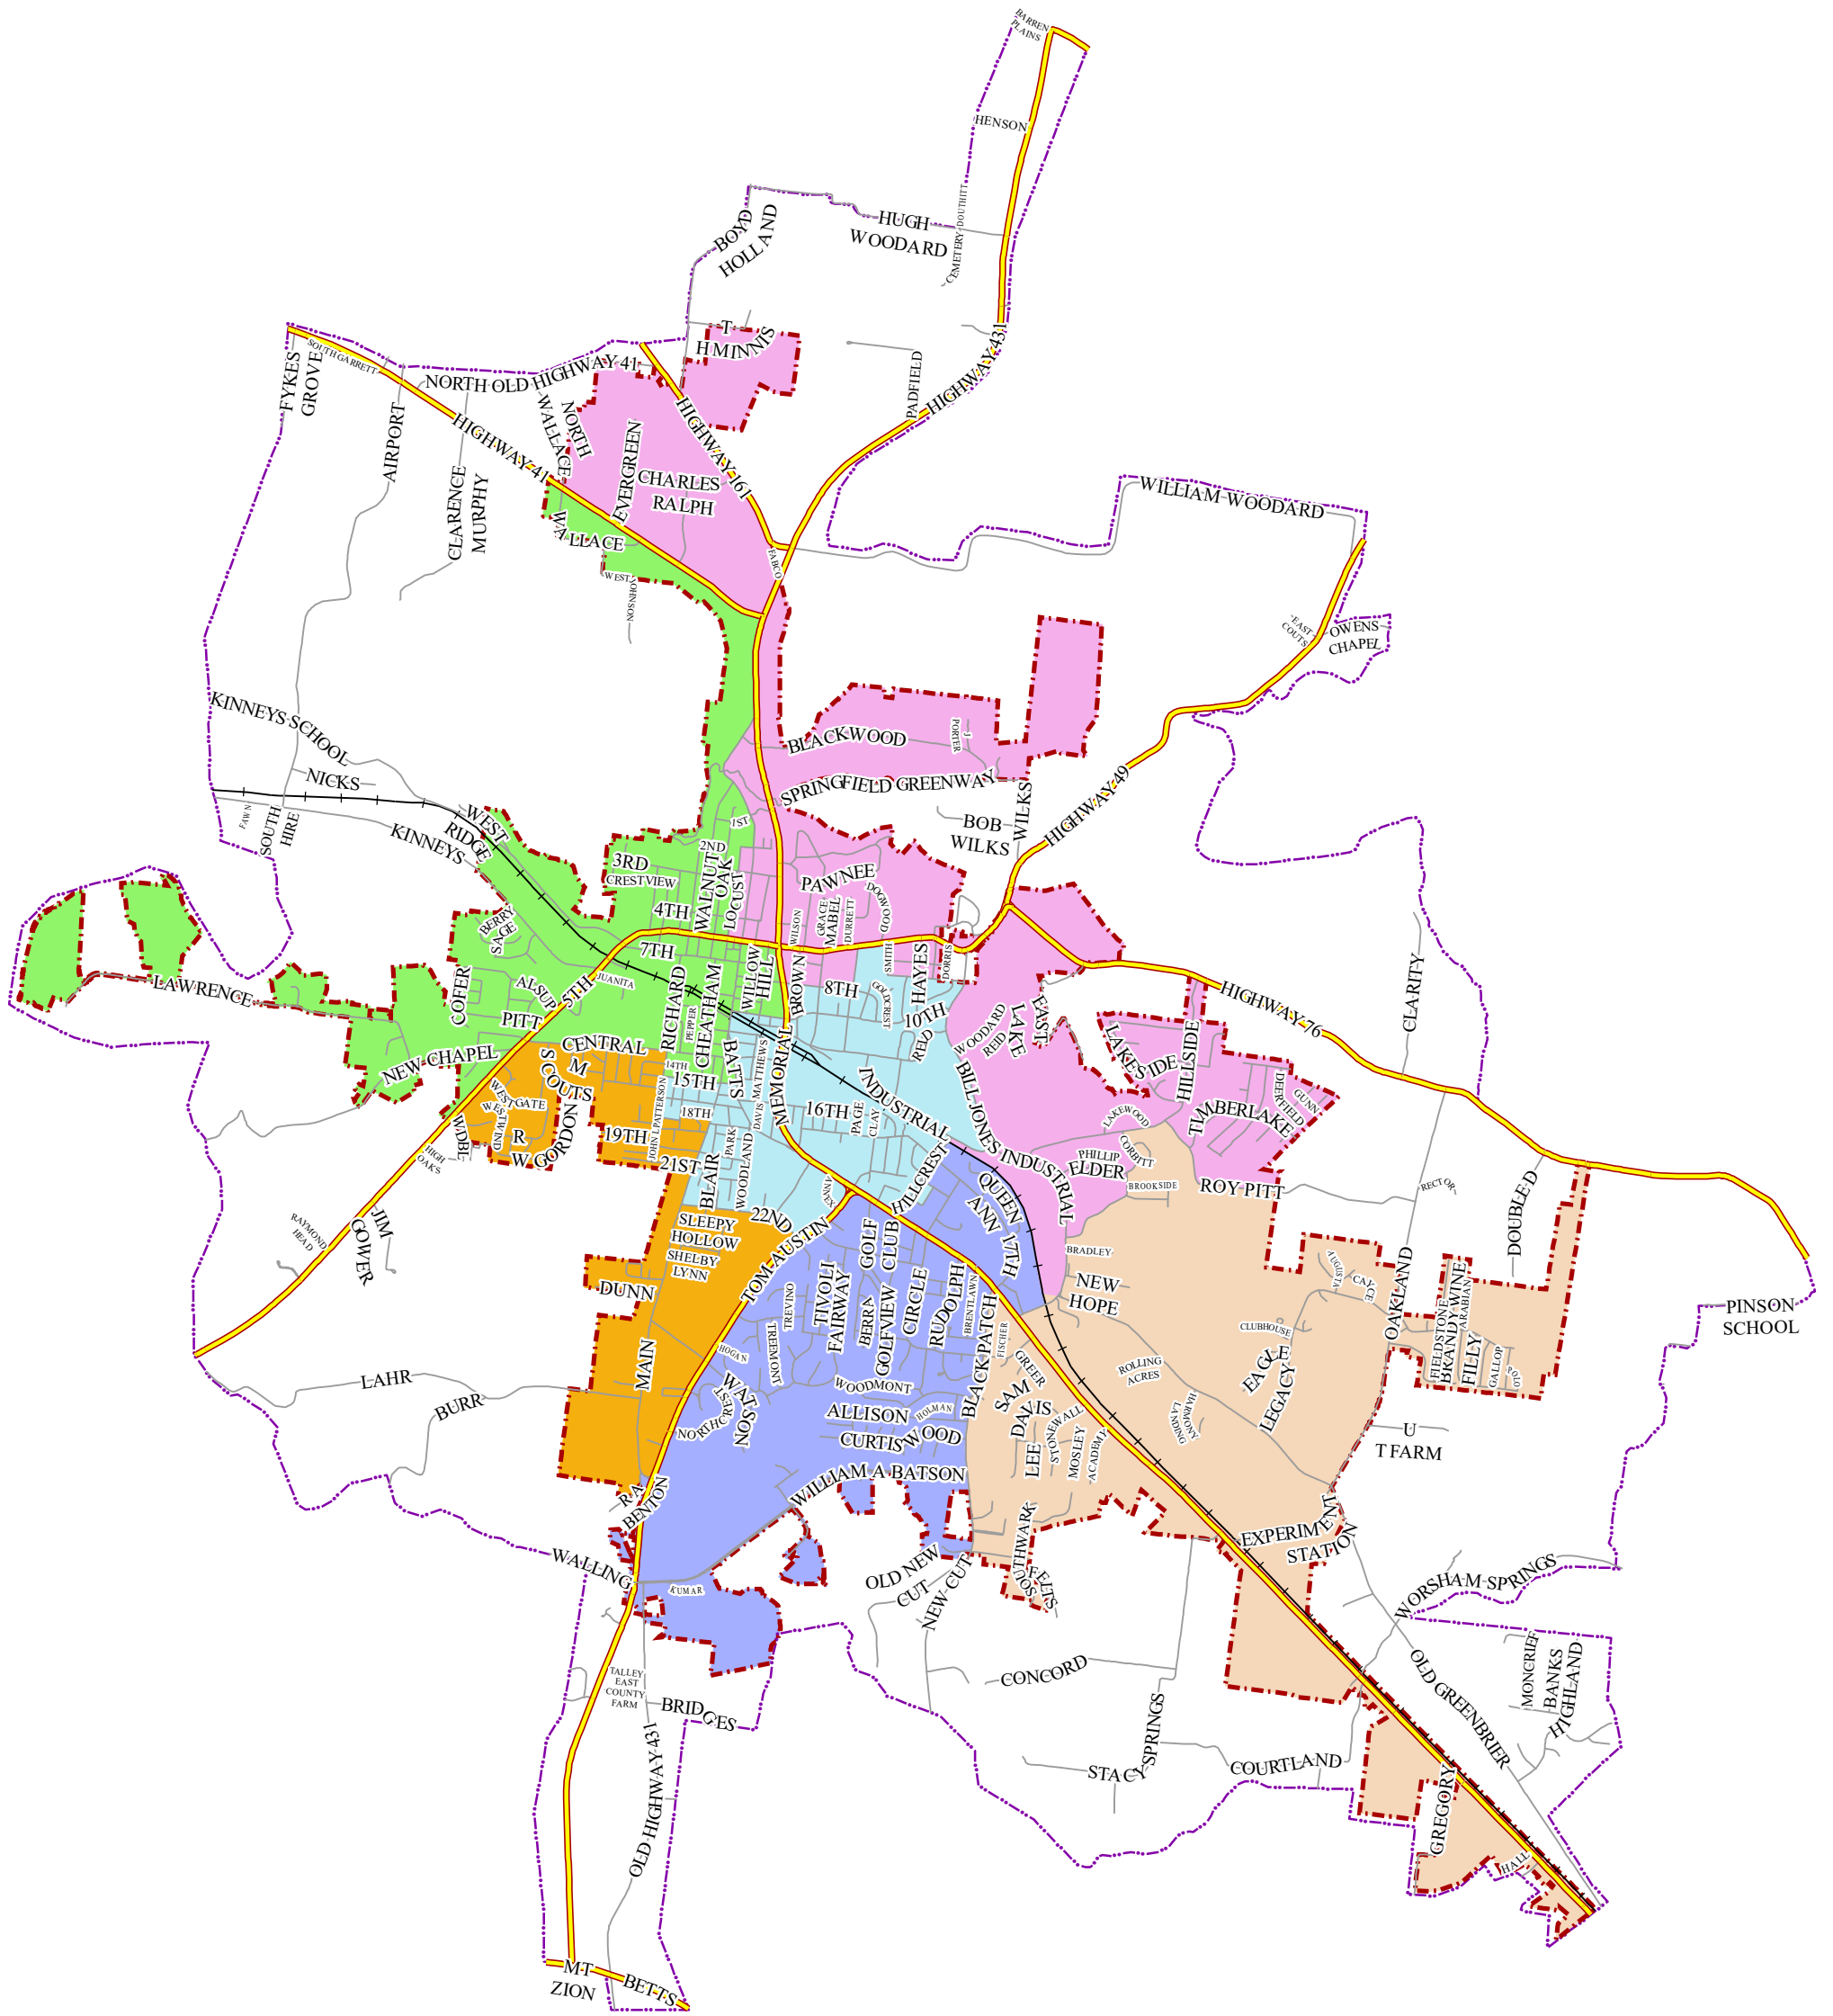 BARREN
PLAINS
HENSON
CEMETERY
DOUTHITT
HUGH
WOODARD
BOYD
HOLLAND
T
H MINNIS
HIGHWAY 431
PADFIELD
FYKES
GROVE
SOUTH GARRETT
NORTH OLD HIGHWAY 41
AIRPORT
HIGHWAY 41
NORTH
WALLACE
CLARENCE
MURPHY
EVERGREEN
HIGHWAY 161
CHARLES
RALPH
WALLACE
WEST
JOHNSON
FABCO
WILLIAM WOODARD
EAST
COUTS
OWENS
CHAPEL
KINNEYS SCHOOL
NICKS
FAWN
SOUTH
HIRE
KINNEYS
WEST
RIDGE
BLACKWOOD
PORTER
J
SPRINGFIELD GREENWAY
BOB
WILKS
WILKS
HIGHWAY 49
1ST
2ND
3RD
CRESTVIEW
4TH
WALNUT
OAK
LOCUST
PAWNEE
DOGWOOD
WILSON
GRACE
MABEL
DURRETT
SMITH
HAYES
DORRIS
7TH
LAWRENCE
COFER
BERRY
SAGE
ALSUP
PITT
5TH
JUANITA
NEW CHAPEL
CENTRAL
RICHARD
PEPPER
CHEATHAM
WILLOW
HILL
BROWN
8TH
GOLDCREST
10TH
REID
WOODARD
REID
LAKE
EAST
LAKESIDE
HILLSIDE
HIGHWAY 76
CLARITY
M
SCOUTS
WESTGATE
WESTWIND
R
W GORDON
WDBL
HIGH
OAKS
14TH
15TH
18TH
19TH
21ST
JOHN L PATTERSON
BATTS
MATTHEWS
DAVIS
MEMORIAL
16TH
PAGE
CLAY
INDUSTRIAL
BILL JONES INDUSTRIAL
TIMBERLAKE
DEERFIELD
GUNN
LAKEWOOD
CORBITT
PHILLIP
ELDER
BROOKSIDE
ROY PITT
RECTOR
DOUBLE D
PARK
BLAIR
WOODLAND
ANNEX
HILLCREST
QUEEN
ANN
17TH
BRADLEY
NEW
HOPE
RAYMOND
HEAD
JIM
GOWER
SLEEPY
HOLLOW
22ND
TOM AUSTIN
SHELBY
LYNN
DUNN
MAIN
TREVINO
TREEMONT
TIVOLI
FAIRWAY
BERRA
GOLF
CLUB
GOLFVIEW
CIRCLE
RUDOLPH
BRENTLAWN
BLACKPATCH
FISCHER
GREER
AUGUSTA
CAYCE
CLUBHOUSE
EAGLE
LEGACY
OAKLAND
FIELDSTONE
BRANDYWINE
ARABIAN
FILLY
GALLOP
POLO
PINSON
SCHOOL
LAHR
BURR
HOGAN
WATSON
NORTHCREST
WOODMONT
ALLISON
HOLMAN
CURTISWOOD
SAM
DAVIS
LEE
STONEWALL
MOSLEY
ACADEMY
ROLLING
ACRES
HARMONY
LANDING
U
T FARM
WILLIAM A BATSON
R A
BENTON
WALLING
KUMAR
OLD NEW
CUT
NEW CUT
SOUTHWARK
FELTS
EXPERIMENT
STATION
WORSHAM SPRINGS
TALLEY
EAST
COUNTY
FARM
BRIDGES
OLD HIGHWAY 431
CONCORD
SPRINGS
STACY
COURTLAND
OLD GREENBRIER
MONCRIEF
BANKS
HIGHLAND
GREGORY
HALL
MT
ZION
BETTS